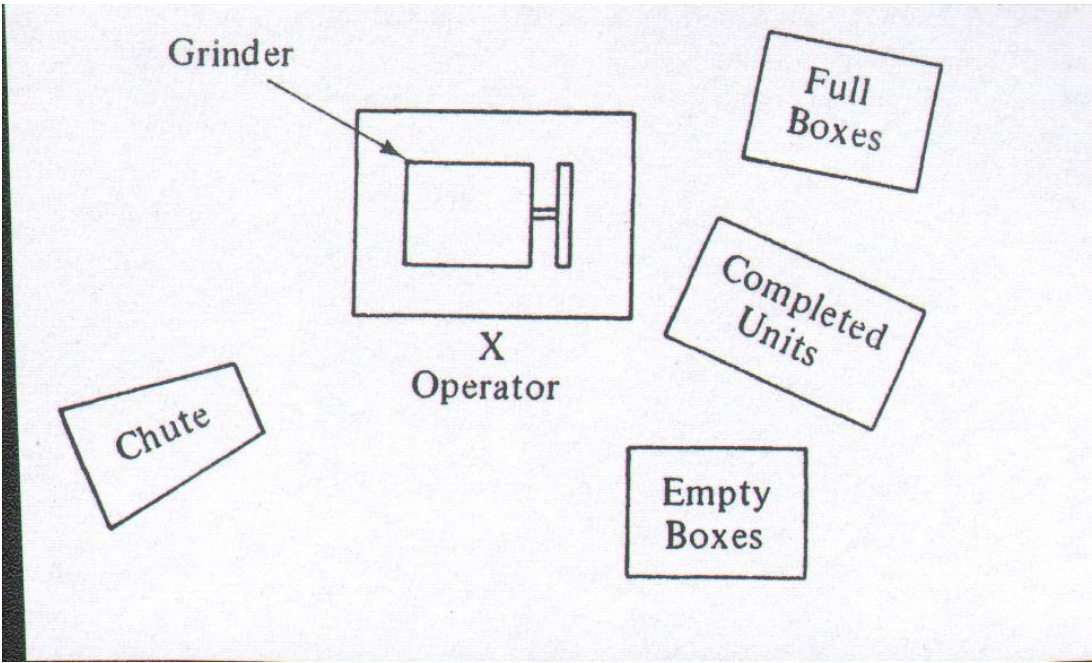 Grinder
Full
Boxes
Completed
Units
X
Operator
Chute
Empty
Boxes